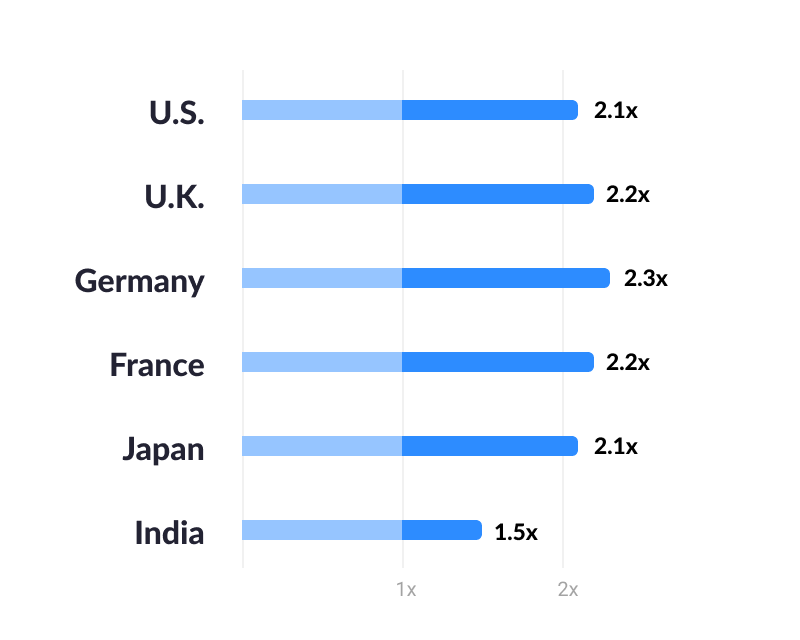 U.S. 2.1x
U.K. 2.2x
Germany 2.3x
France 2.2x
Japan 2.1x
India 1.5x
1x 2x